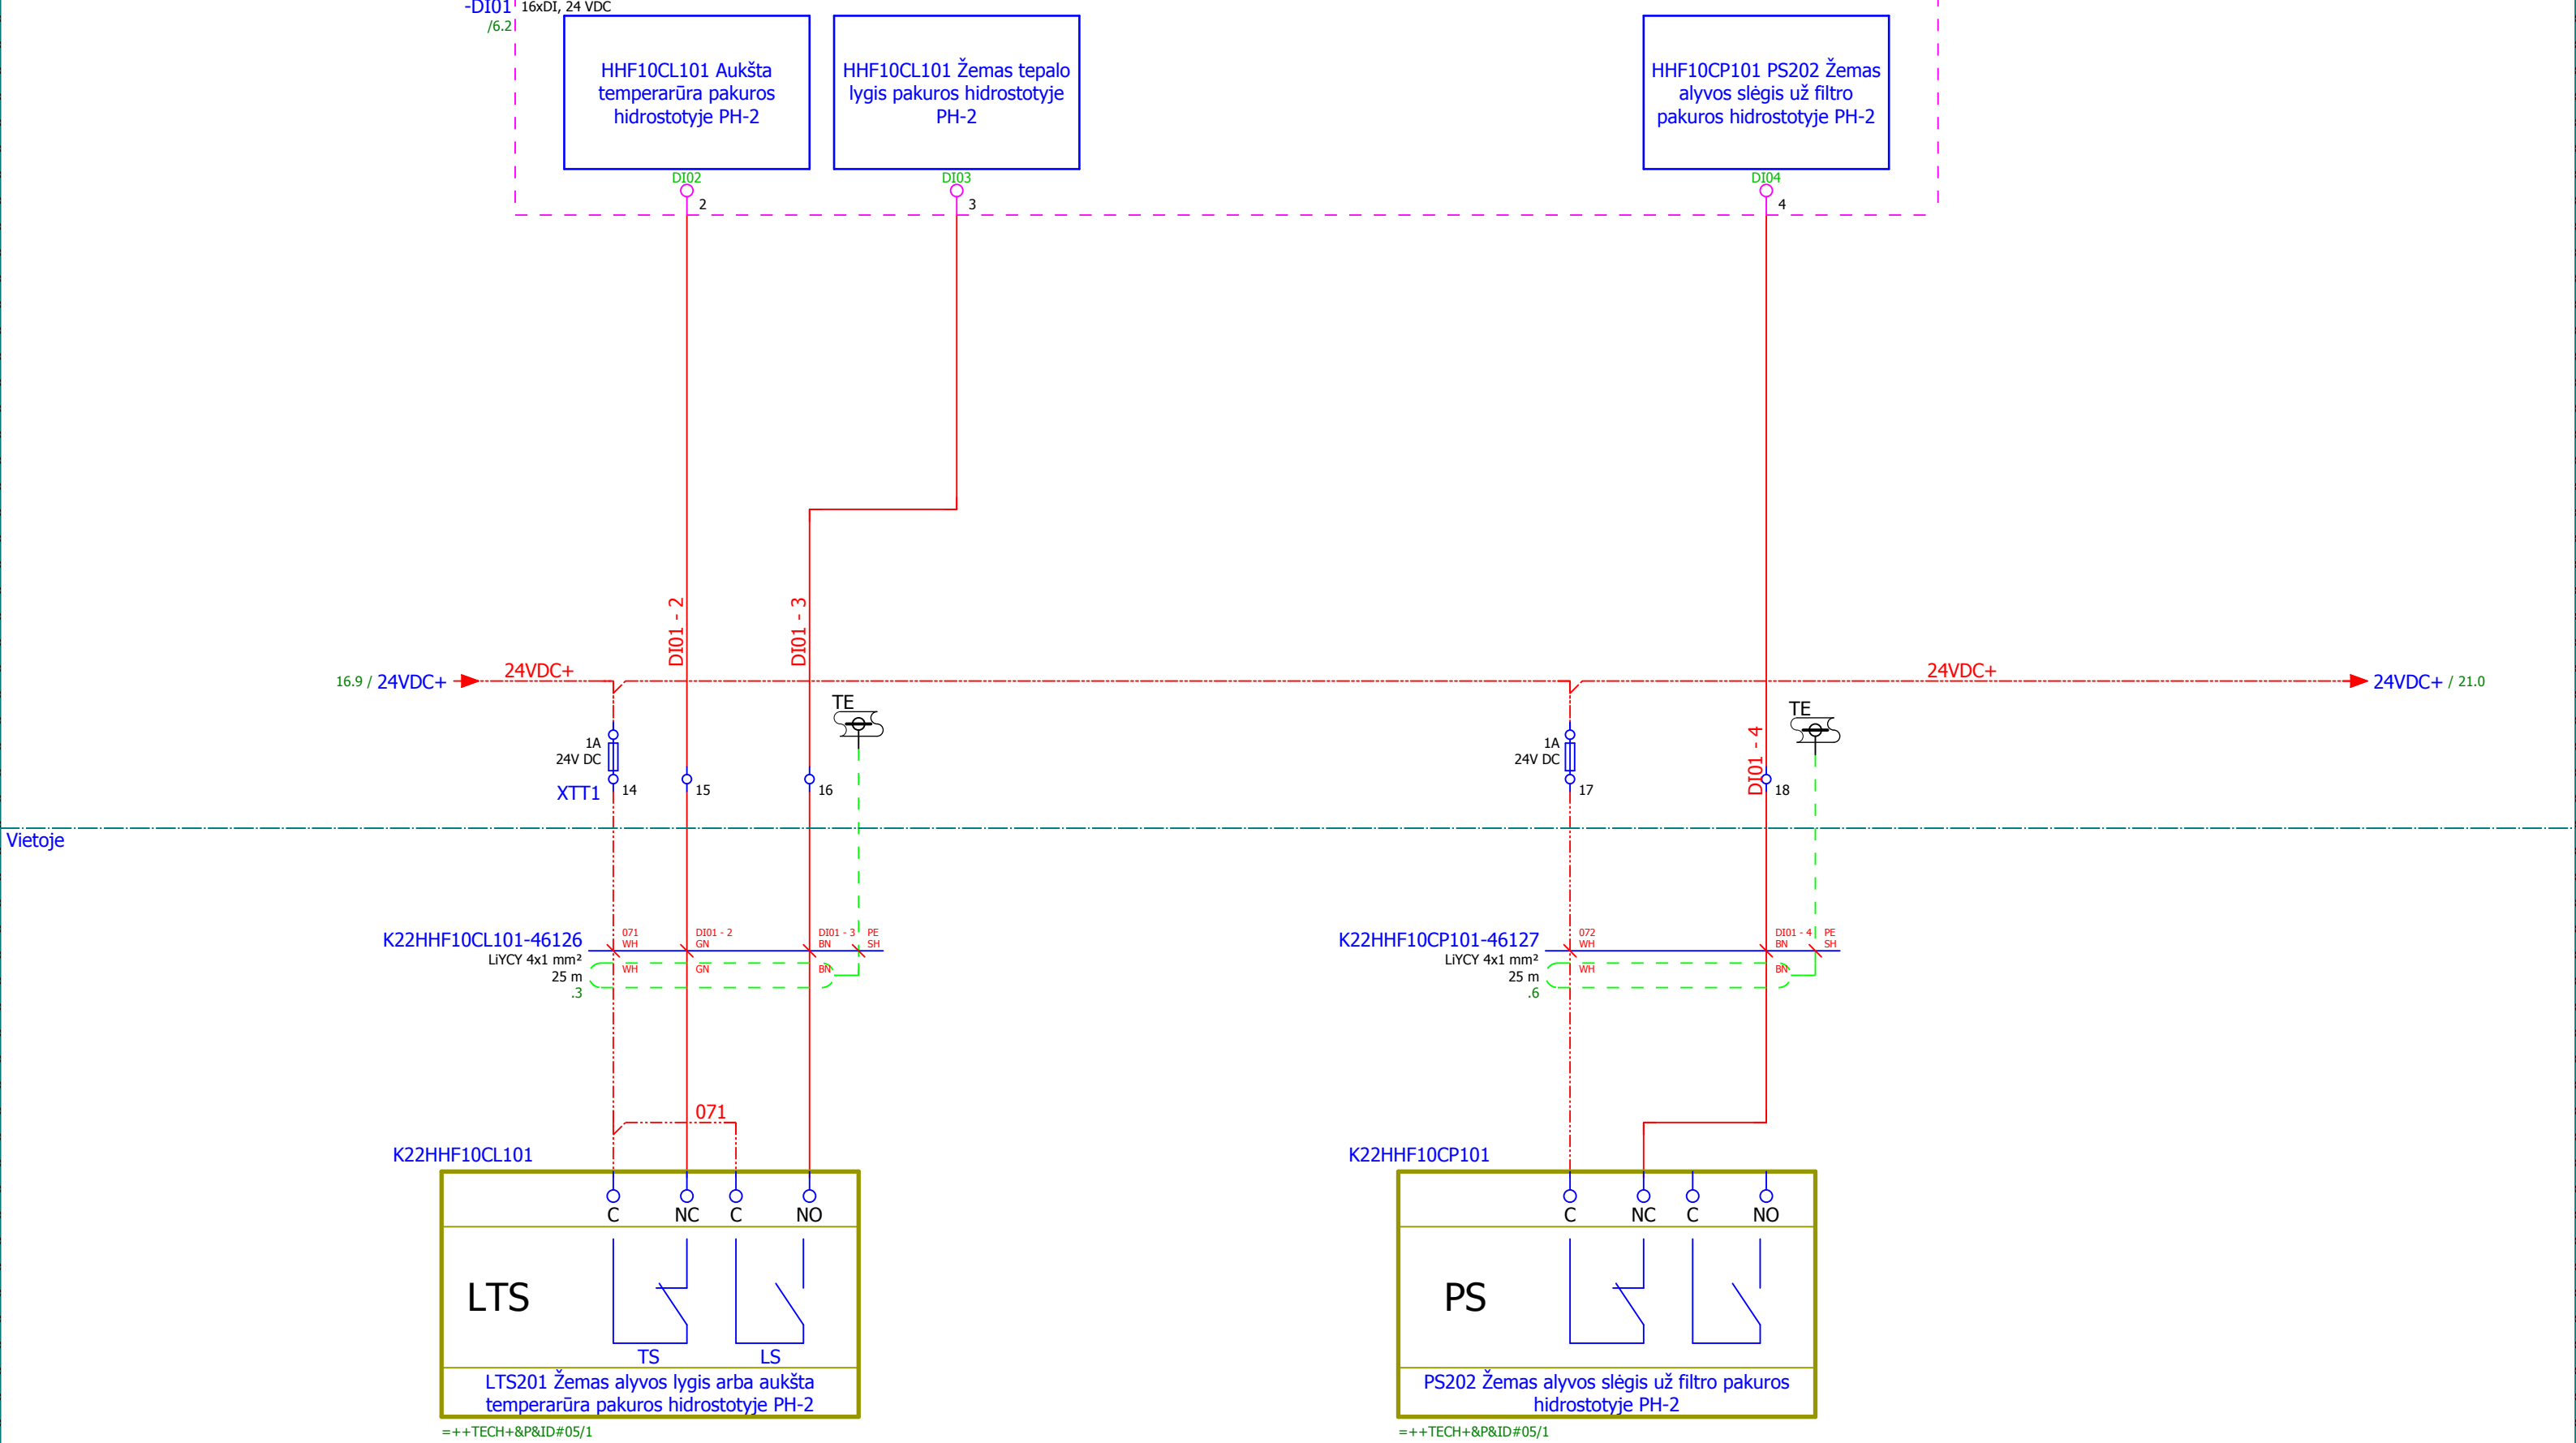 -DI01
16xDI, 24 VDC
/6.2
HHF10CL101 Aukšta
temperarūra pakuros
hidrostotyje PH-2
HHF10CL101 Žemas tepalo
lygis pakuros hidrostotyje
PH-2
HHF10CP101 PS202 Žemas
alyvos slėgis už filtro
pakuros hidrostotyje PH-2
DI02
DI03
DI04
2
3
4
DI01 - 2
DI01 - 3
DI01 - 4
16.9 / 24VDC+
24VDC+
24VDC+
24VDC+ / 21.0
TE
TE
1A
24V DC
XTT1
14
15
16
1A
24V DC
17
18
Vietoje
K22HHF10CL101-46126
LiYCY 4x1 mm²
25 m
.3
071
WH
DI01 - 2
GN
DI01 - 3
BN
PE
SH
WH
GN
BN
K22HHF10CP101-46127
LiYCY 4x1 mm²
25 m
.6
072
WH
DI01 - 4
BN
PE
SH
WH
BN
071
K22HHF10CL101
C
NC
C
NO
LTS
TS
LS
LTS201 Žemas alyvos lygis arba aukšta
temperarūra pakuros hidrostotyje PH-2
=++TECH+&P&ID#05/1
K22HHF10CP101
C
NC
C
NO
PS
PS202 Žemas alyvos slėgis už filtro pakuros
hidrostotyje PH-2
=++TECH+&P&ID#05/1